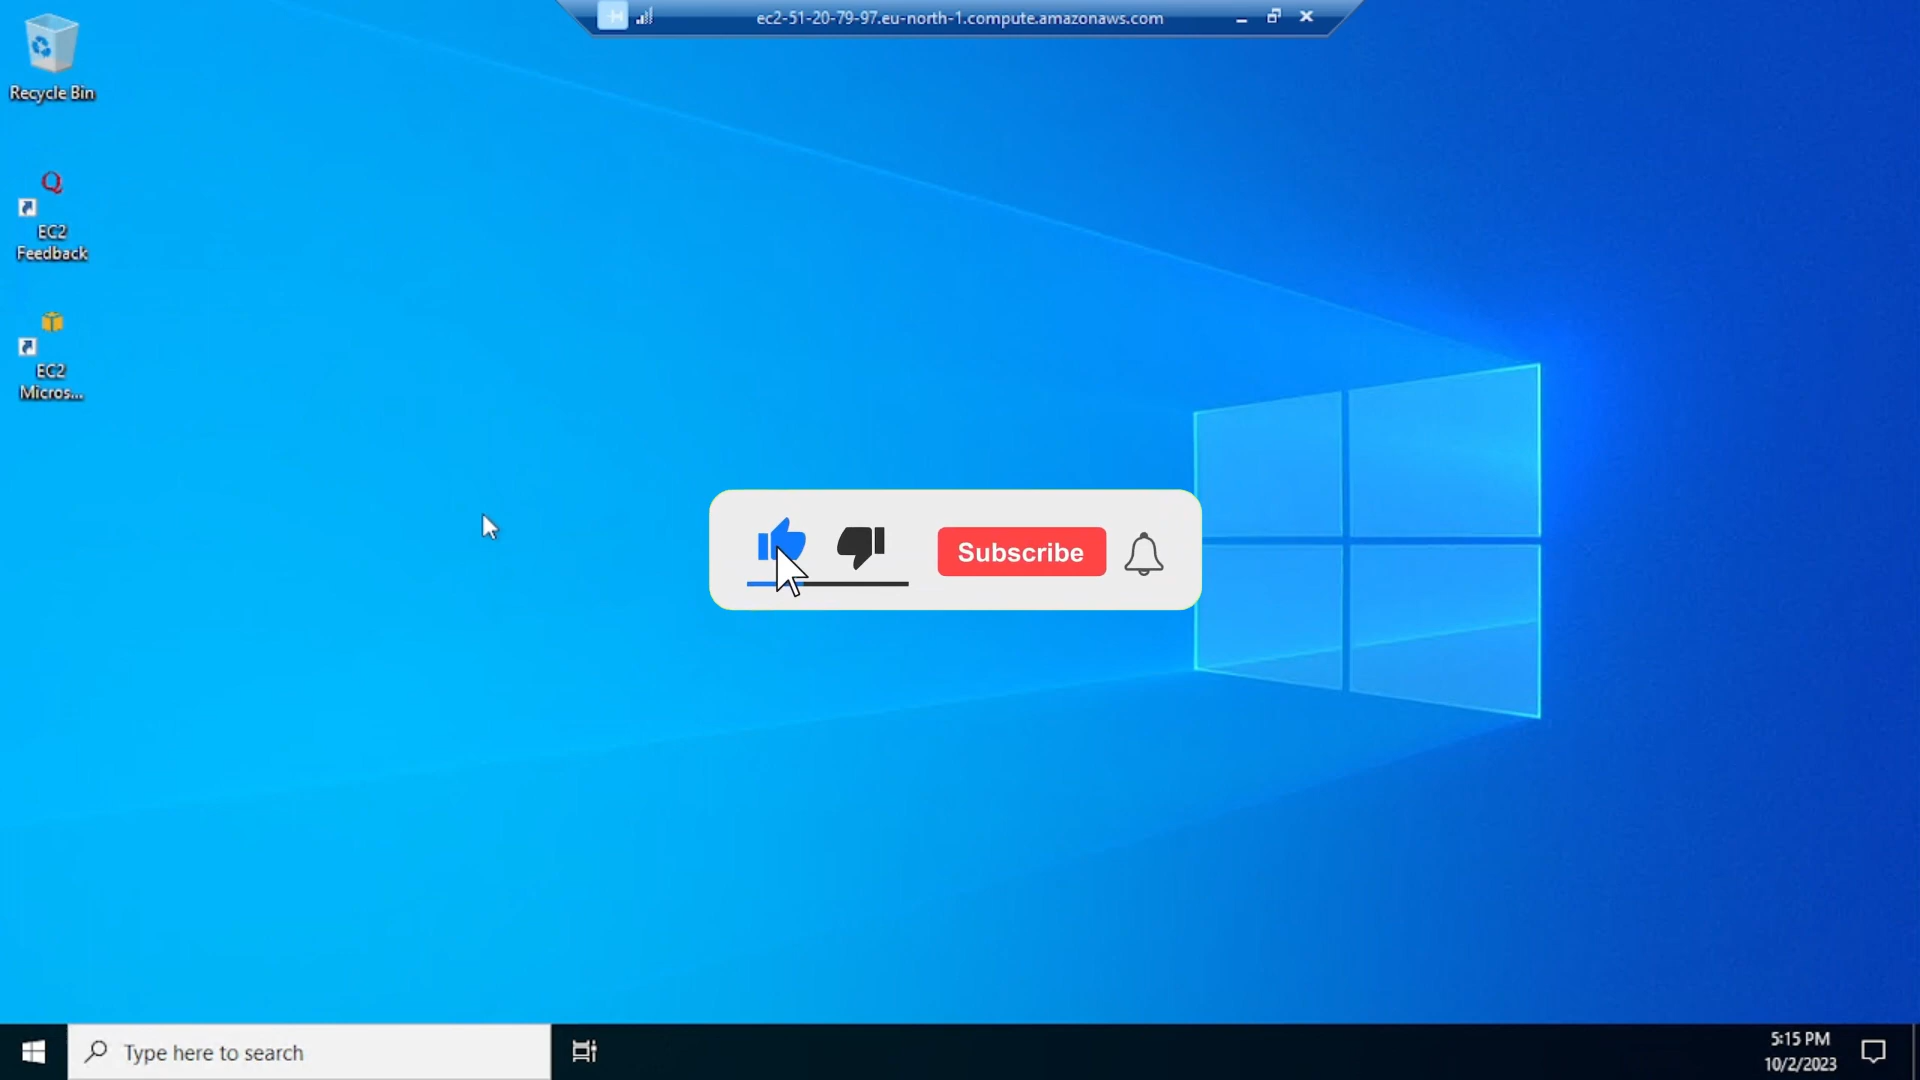 ec2-51-20-79-97.eu-north-1.compute.amazonaws.com
Recycle Bin
EC2
Feedback
EC2
Micros...
Subscribe
Type here to search
5:15 PM
10/2/2023